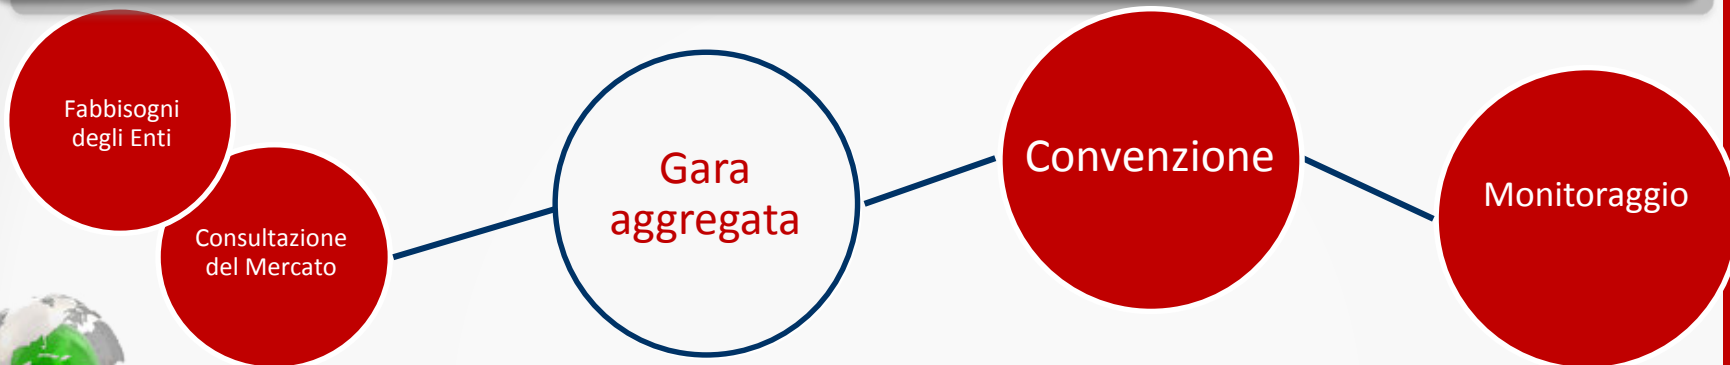 Fabbisogni
degli Enti
Consultazione
del Mercato
Gara
aggregata
Convenzione
Monitoraggio